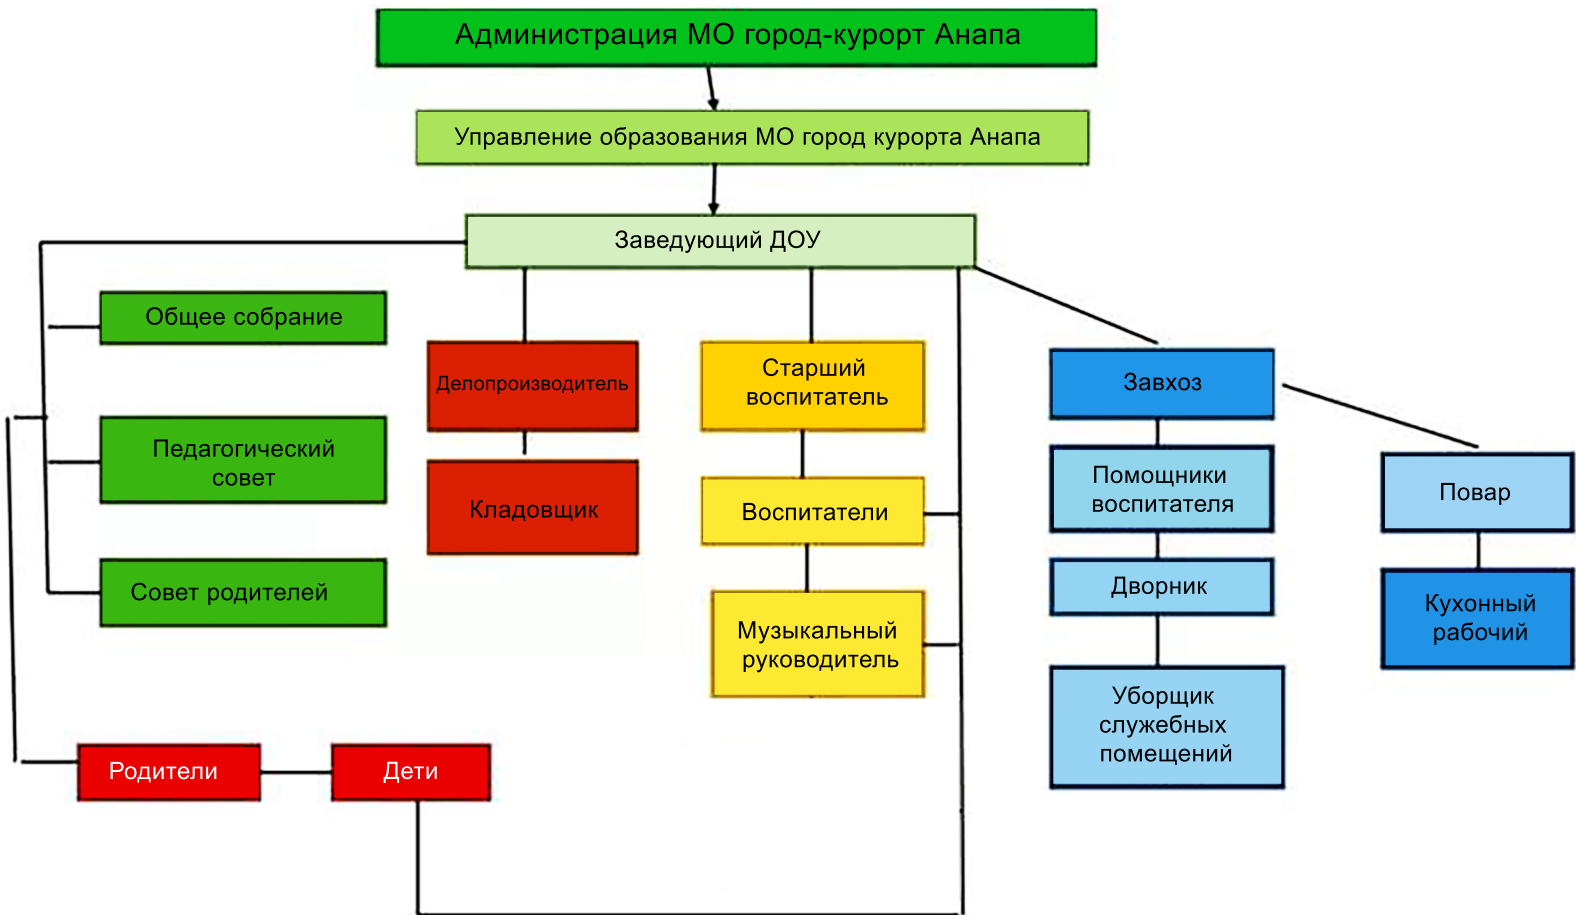 Администрация МО город-курорт Анапа
Управление образования МО город курорта Анапа
Заведующий ДОУ
Общее собрание
Педагогический
совет
Совет родителей
Делопроизводитель
Кладовщик
Старший
воспитатель
Воспитатели
Музыкальный
руководитель
Завхоз
Помощники
воспитателя
Дворник
Уборщик
служебных
помещений
Повар
Кухонный
рабочий
Родители
Дети